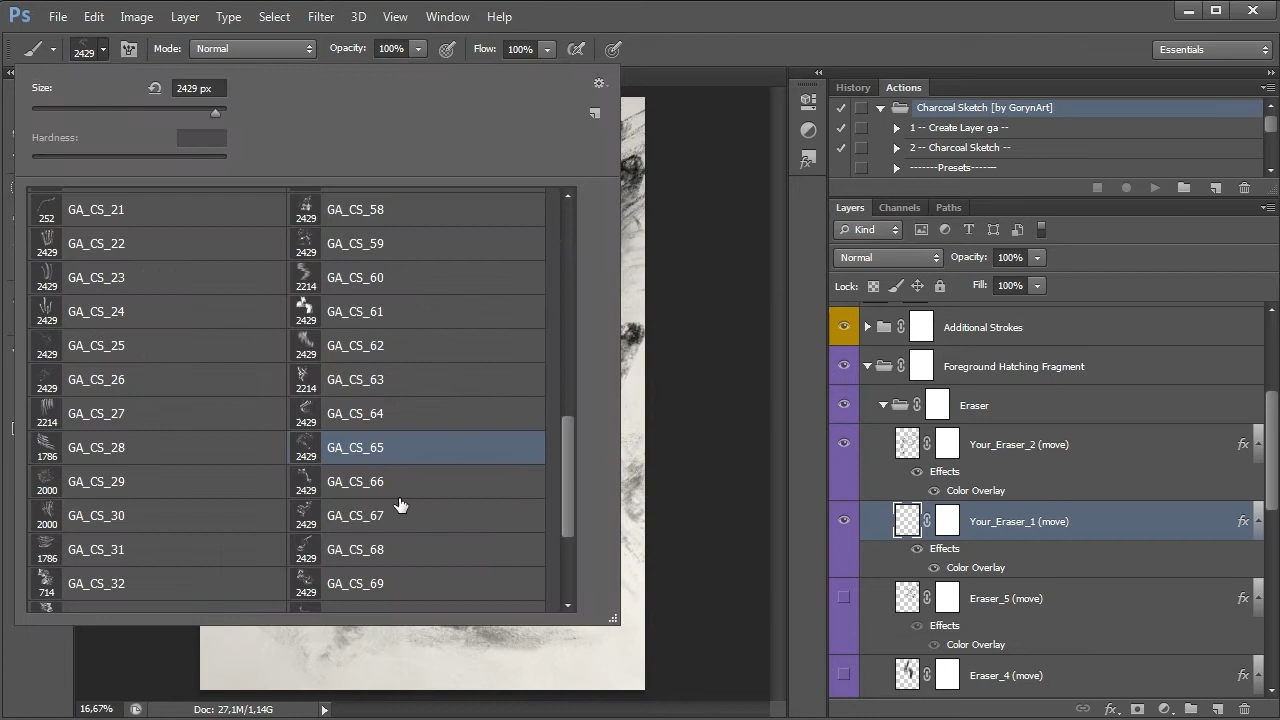 Ps File Edit Image Layer Type Select Filter 3D View Window Help
2429 Mode: Normal Opacity: 100% Flow: 100% Essentials
Size: 2429 px
Hardness:
252 GA_CS_21 2429 GA_CS_58
2429 GA_CS_22 2429 GA_CS_59
2429 GA_CS_23 2214 GA_CS_60
2429 GA_CS_24 2429 GA_CS_61
2429 GA_CS_25 2429 GA_CS_62
2429 GA_CS_26 2214 GA_CS_63
2214 GA_CS_27 2429 GA_CS_64
1786 GA_CS_28 2429 GA_CS_65
2000 GA_CS_29 2429 GA_CS_66
2000 GA_CS_30 2429 GA_CS_67
1786 GA_CS_31 2429 GA_CS_68
714 GA_CS_32 2429 GA_CS_69
16,67% Doc: 27,1M/1,14G
History Actions
Charcoal Sketch [by GorynArt]
1 -- Create Layer ga --
2 -- Charcoal Sketch --
-------Presets-------
Layers Channels Paths
Kind
Normal Opacity: 100%
Lock: Fill: 100%
Additional Strokes
Foreground Hatching Fragment
Eraser
Your_Eraser_2 (move) fx
Effects
Color Overlay
Your_Eraser_1 (move) fx
Effects
Color Overlay
Eraser_5 (move) fx
Effects
Color Overlay
Eraser_4 (move) fx
fx